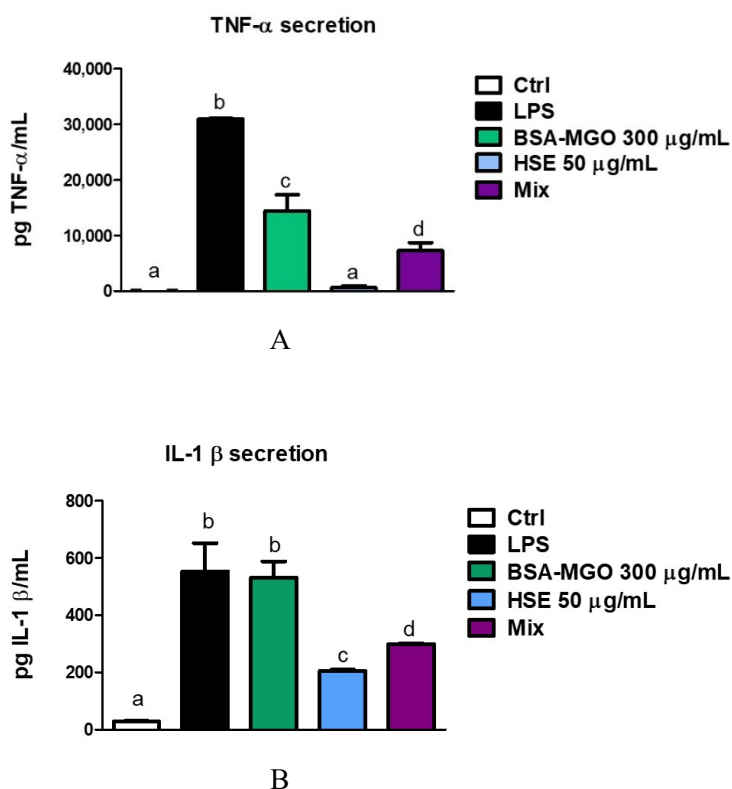 TNF-α secretion
40,000
30,000
20,000
10,000
0
pg TNF-α/mL
a
b
c
a
d
Ctrl
LPS
BSA-MGO 300 μg/mL
HSE 50 μg/mL
Mix
A
IL-1 β secretion
800
600
400
200
0
pg IL-1 β/mL
a
b
b
c
d
Ctrl
LPS
BSA-MGO 300 μg/mL
HSE 50 μg/mL
Mix
B